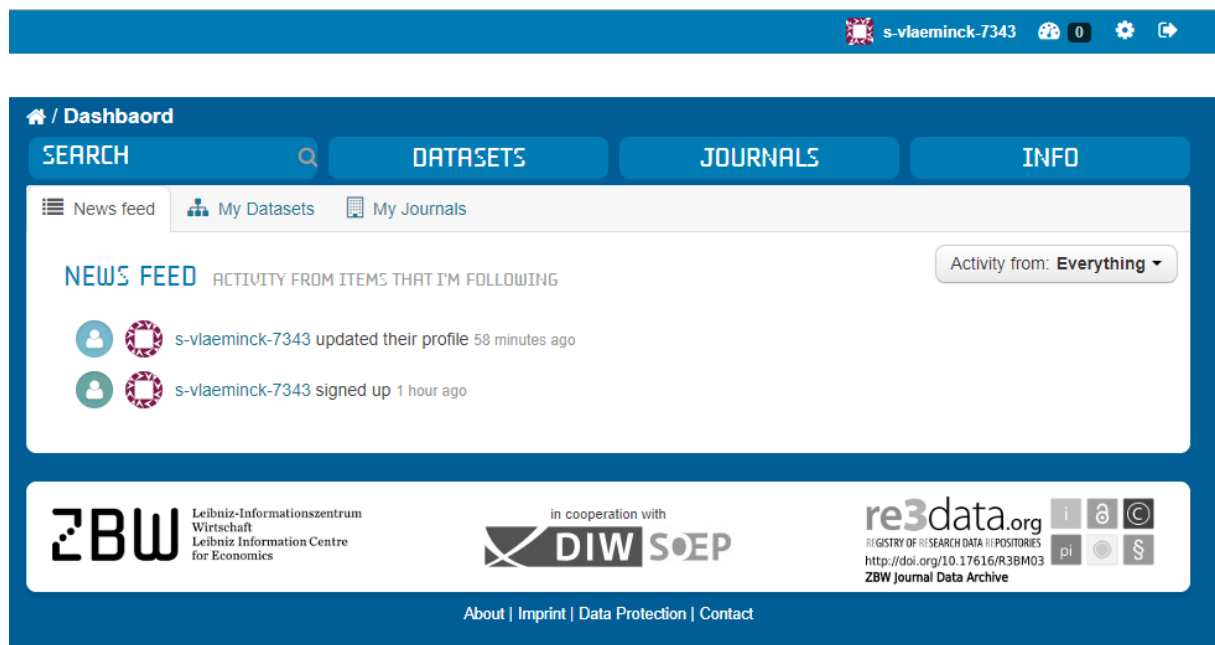 s-vlaeminck-7343 0
/ Dashbaord
SEARCH DATASETS JOURNALS INFO
News feed My Datasets My Journals
NEWS FEED ACTIVITY FROM ITEMS THAT I'M FOLLOWING
Activity from: Everything
s-vlaeminck-7343 updated their profile 58 minutes ago
s-vlaeminck-7343 signed up 1 hour ago
ZBW
Leibniz-Informationszentrum
Wirtschaft
Leibniz Information Centre
for Economics
in cooperation with
DIW SOEP
re3data.org
REGISTRY OF RESEARCH DATA REPOSITORIES
http://doi.org/10.17616/R3BM03
ZBW Journal Data Archive
i a ©
pi §
About | Imprint | Data Protection | Contact